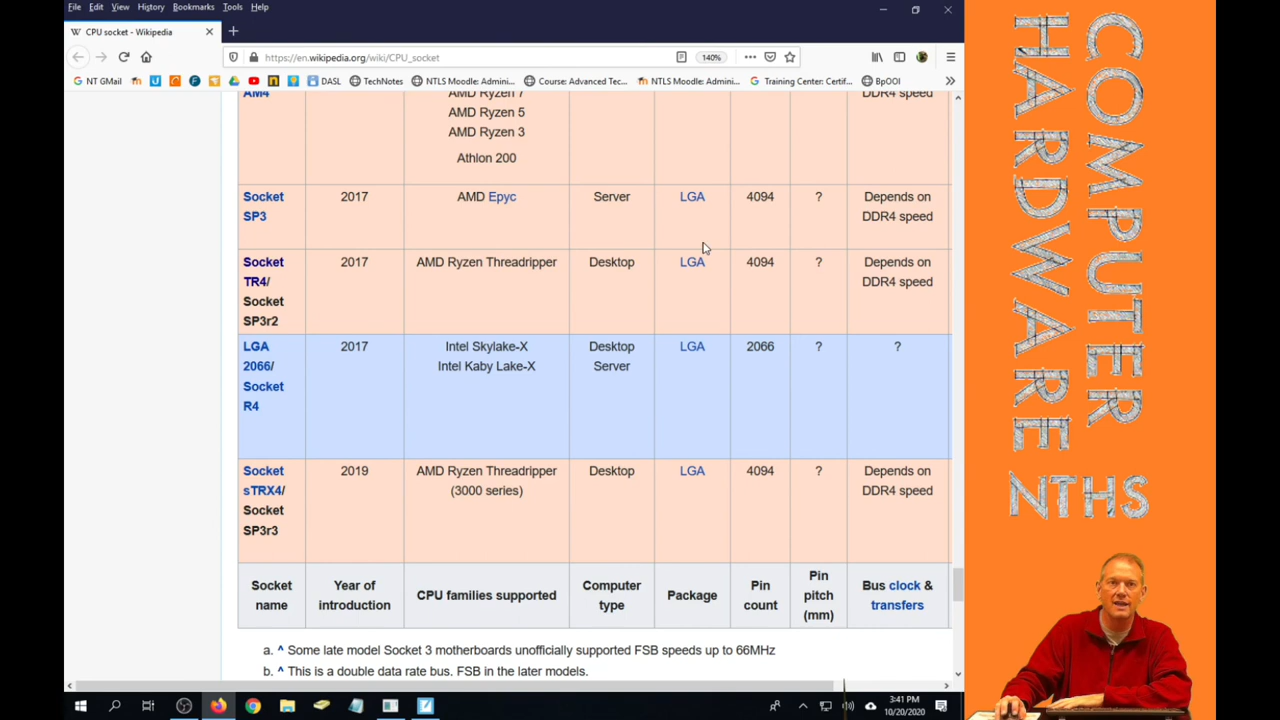 File Edit View History Bookmarks Tools Help
W CPU socket - Wikipedia
https://en.wikipedia.org/wiki/CPU_socket 140%
NT GMail DASL TechNotes NTLS Moodle: Admini... Course: Advanced Tec... NTLS Moodle: Admini... Training Center: Certif... BpOOI
AM4 AMD Ryzen 7 DDR4 speed
AMD Ryzen 5
AMD Ryzen 3
Athlon 200
Socket 2017 AMD Epyc Server LGA 4094 ? Depends on
SP3 DDR4 speed
Socket 2017 AMD Ryzen Threadripper Desktop LGA 4094 ? Depends on
TR4/ DDR4 speed
Socket
SP3r2
LGA 2017 Intel Skylake-X Desktop LGA 2066 ? ?
2066/ Intel Kaby Lake-X Server
Socket
R4
Socket 2019 AMD Ryzen Threadripper Desktop LGA 4094 ? Depends on
sTRX4/ (3000 series) DDR4 speed
Socket
SP3r3
Socket name Year of introduction CPU families supported Computer type Package Pin count Pin pitch (mm) Bus clock & transfers
a. ^ Some late model Socket 3 motherboards unofficially supported FSB speeds up to 66MHz
b. ^ This is a double data rate bus. FSB in the later models.
3:41 PM
10/20/2020
COMPUTER
HARDWARE
NTHS